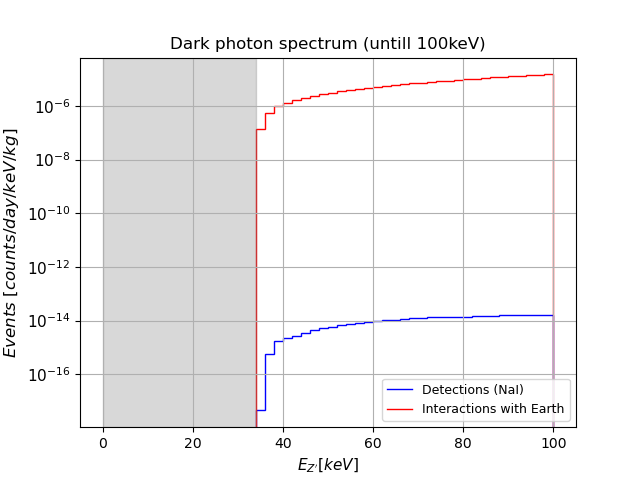 Dark photon spectrum (untill 100keV)
Events [counts/day/keV/kg]
10⁻⁶
10⁻⁸
10⁻¹⁰
10⁻¹²
10⁻¹⁴
10⁻¹⁶
Detections (NaI)
Interactions with Earth
0 20 40 60 80 100
E_{Z'}[keV]